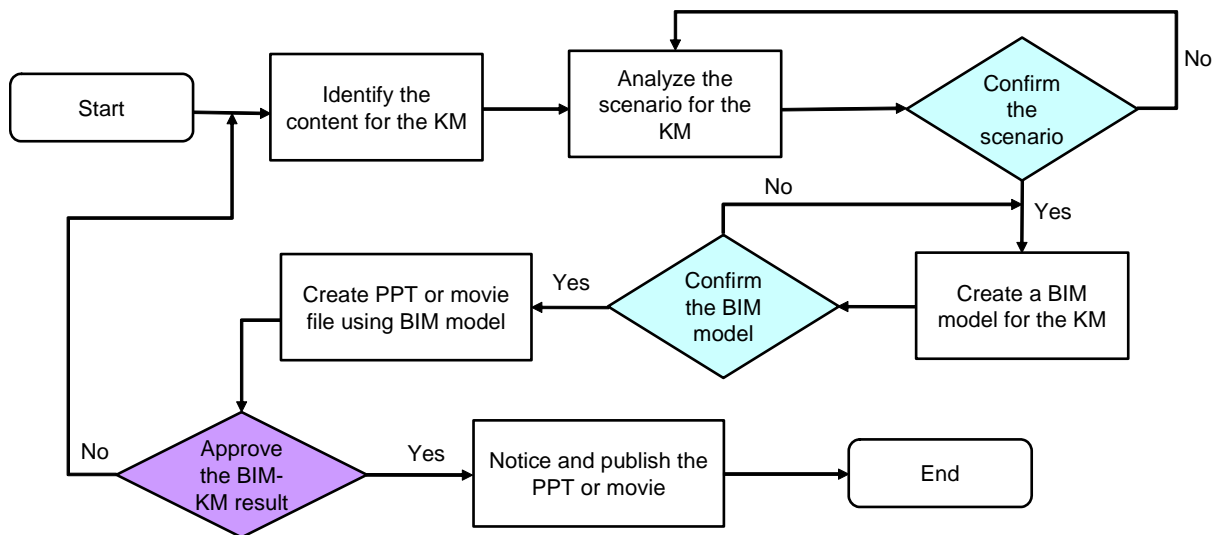 Start
Identify the
content for the KM
Analyze the
scenario for the
KM
Confirm
the
scenario
No
Yes
Create a BIM
model for the KM
Confirm
the BIM
model
No
Yes
Create PPT or movie
file using BIM model
Approve
the BIM-
KM result
No
Yes
Notice and publish the
PPT or movie
End